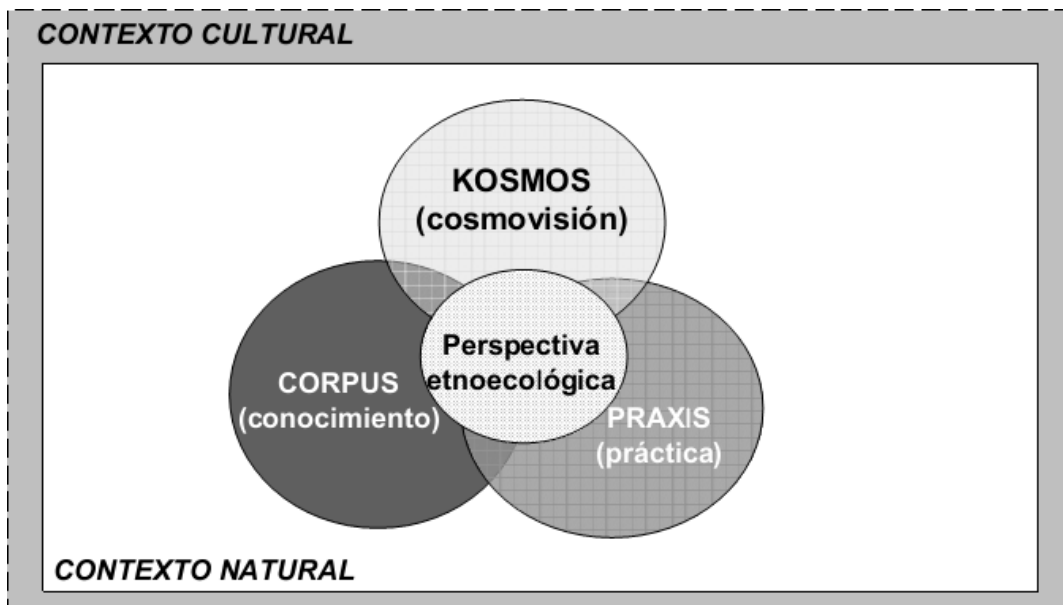 CONTEXTO CULTURAL
KOSMOS
(cosmovisión)
Perspectiva
etnoecológica
CORPUS
(conocimiento)
PRAXIS
(práctica)
CONTEXTO NATURAL